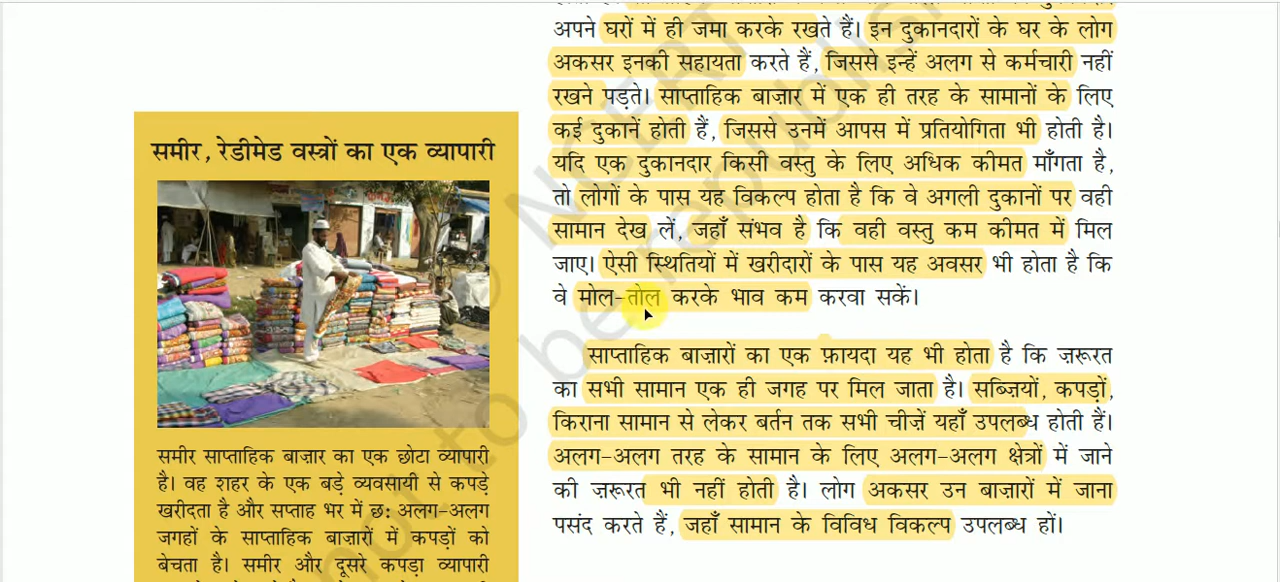 अपने घरों में ही जमा करके रखते हैं। इन दुकानदारों के घर के लोग
अकसर इनकी सहायता करते हैं, जिससे इन्हें अलग से कर्मचारी नहीं
रखने पड़ते। साप्ताहिक बाज़ार में एक ही तरह के सामानों के लिए
कई दुकानें होती हैं, जिससे उनमें आपस में प्रतियोगिता भी होती है।
यदि एक दुकानदार किसी वस्तु के लिए अधिक कीमत माँगता है,
तो लोगों के पास यह विकल्प होता है कि वे अगली दुकानों पर वही
सामान देख लें, जहाँ संभव है कि वही वस्तु कम कीमत में मिल
जाए। ऐसी स्थितियों में खरीदारों के पास यह अवसर भी होता है कि
वे मोल-तोल करके भाव कम करवा सकें।
साप्ताहिक बाज़ारों का एक फ़ायदा यह भी होता है कि ज़रूरत
का सभी सामान एक ही जगह पर मिल जाता है। सब्ज़ियों, कपड़ों,
किराना सामान से लेकर बर्तन तक सभी चीज़ें यहाँ उपलब्ध होती हैं।
अलग-अलग तरह के सामान के लिए अलग-अलग क्षेत्रों में जाने
की ज़रूरत भी नहीं होती है। लोग अकसर उन बाज़ारों में जाना
पसंद करते हैं, जहाँ सामान के विविध विकल्प उपलब्ध हों।
समीर, रेडीमेड वस्त्रों का एक व्यापारी
समीर साप्ताहिक बाज़ार का एक छोटा व्यापारी
है। वह शहर के एक बड़े व्यवसायी से कपड़े
खरीदता है और सप्ताह भर में छः अलग-अलग
जगहों के साप्ताहिक बाज़ारों में कपड़ों को
बेचता है। समीर और दूसरे कपड़ा व्यापारी
© NCERT
not to be republish